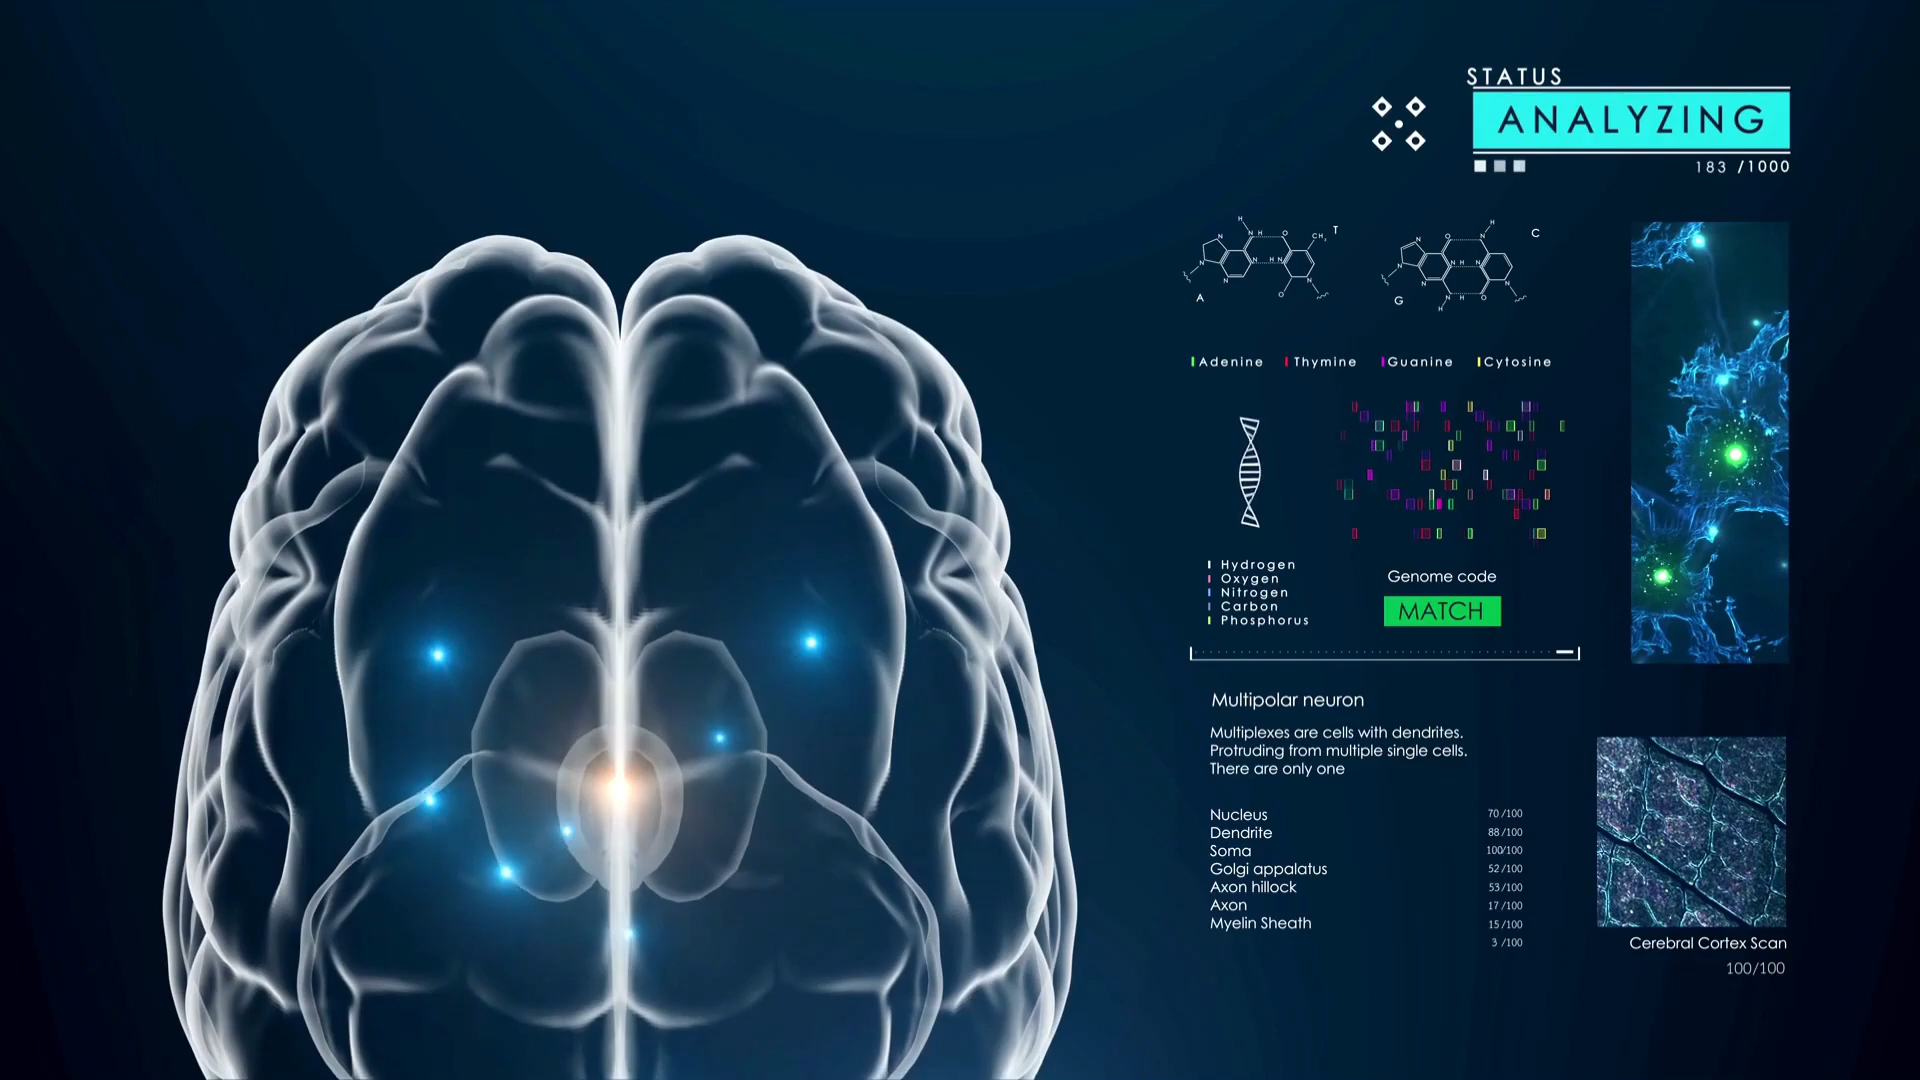 STATUS
ANALYZING
183 /1000
T
A
C
G
Adenine Thymine Guanine Cytosine
Hydrogen
Oxygen
Nitrogen
Carbon
Phosphorus
Genome code
MATCH
Multipolar neuron
Multiplexes are cells with dendrites.
Protruding from multiple single cells.
There are only one
Nucleus 70/100
Dendrite 88/100
Soma 100/100
Golgi appalatus 52/100
Axon hillock 53/100
Axon 17/100
Myelin Sheath 15/100
3 /100
Cerebral Cortex Scan
100/100